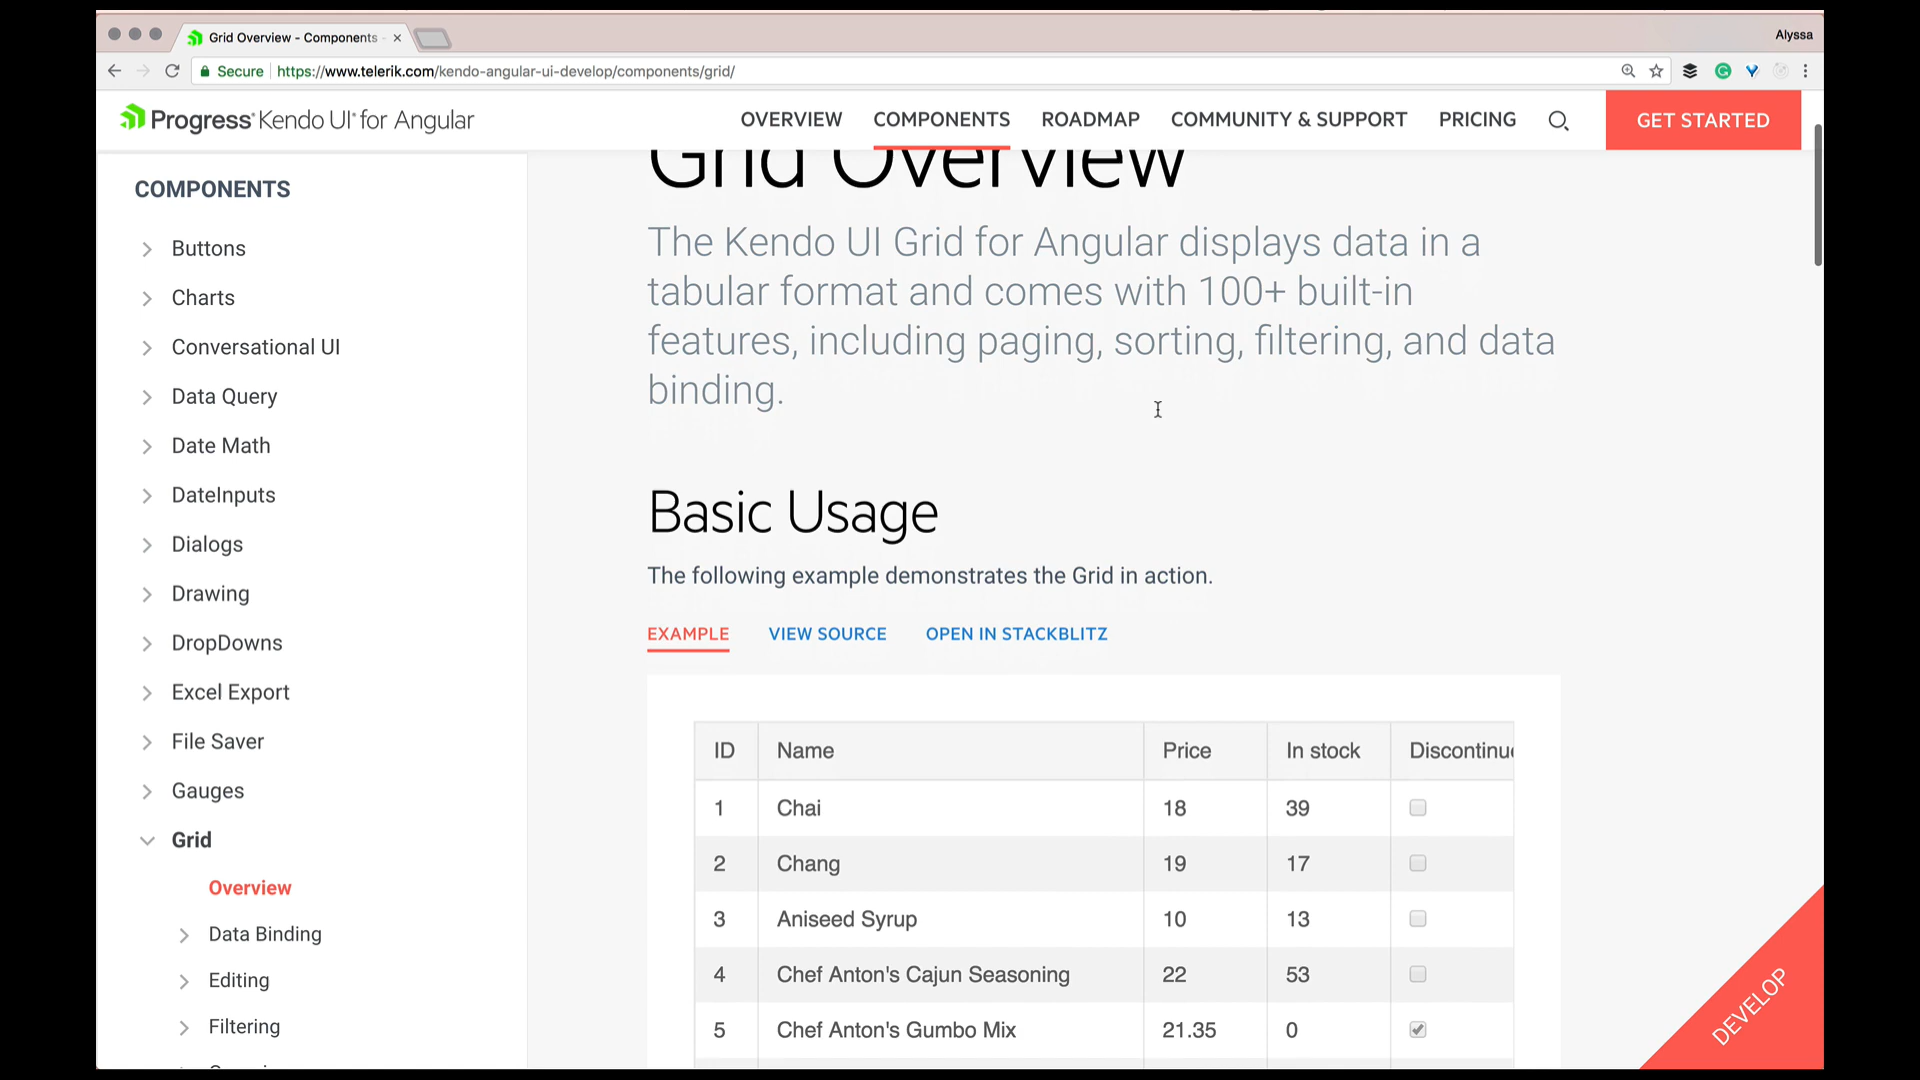 Grid Overview - Components -
Alyssa
Secure https://www.telerik.com/kendo-angular-ui-develop/components/grid/
Progress Kendo UI for Angular
OVERVIEW COMPONENTS ROADMAP COMMUNITY & SUPPORT PRICING GET STARTED
COMPONENTS
Buttons
Charts
Conversational UI
Data Query
Date Math
DateInputs
Dialogs
Drawing
DropDowns
Excel Export
File Saver
Gauges
Grid
Overview
Data Binding
Editing
Filtering
Grid Overview
The Kendo UI Grid for Angular displays data in a
tabular format and comes with 100+ built-in
features, including paging, sorting, filtering, and data
binding.
Basic Usage
The following example demonstrates the Grid in action.
EXAMPLE VIEW SOURCE OPEN IN STACKBLITZ
ID Name Price In stock Discontinue
1 Chai 18 39
2 Chang 19 17
3 Aniseed Syrup 10 13
4 Chef Anton's Cajun Seasoning 22 53
5 Chef Anton's Gumbo Mix 21.35 0
DEVELOP